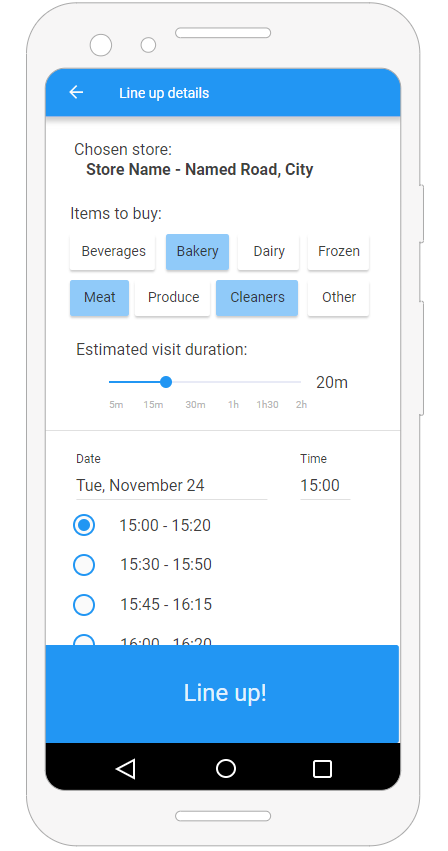 Line up details
Chosen store:
Store Name - Named Road, City
Items to buy:
Beverages Bakery Dairy Frozen
Meat Produce Cleaners Other
Estimated visit duration:
20m
5m 15m 30m 1h 1h30 2h
Date Time
Tue, November 24 15:00
15:00 - 15:20
15:30 - 15:50
15:45 - 16:15
16:00 - 16:20
Line up!